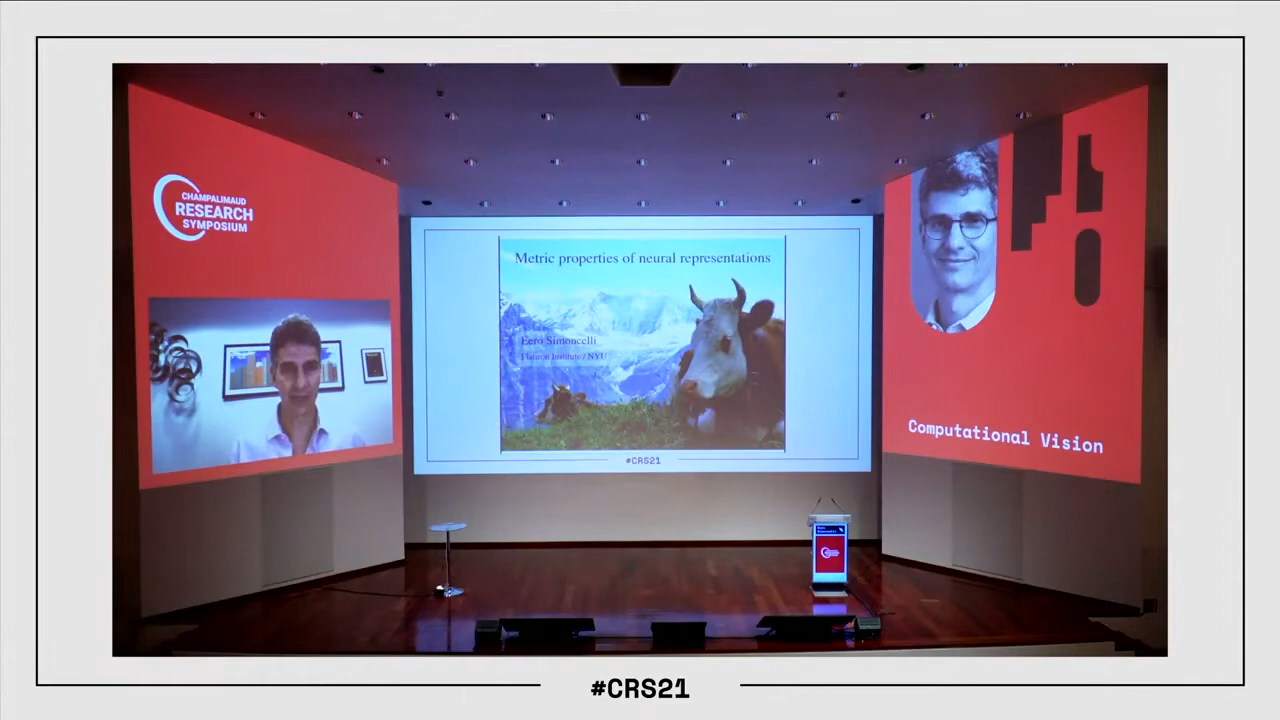 CHAMPALIMAUD
RESEARCH
SYMPOSIUM
Metric properties of neural representations
Eero Simoncelli
Flatiron Institute / NYU
#CRS21
Computational Vision
#CRS21